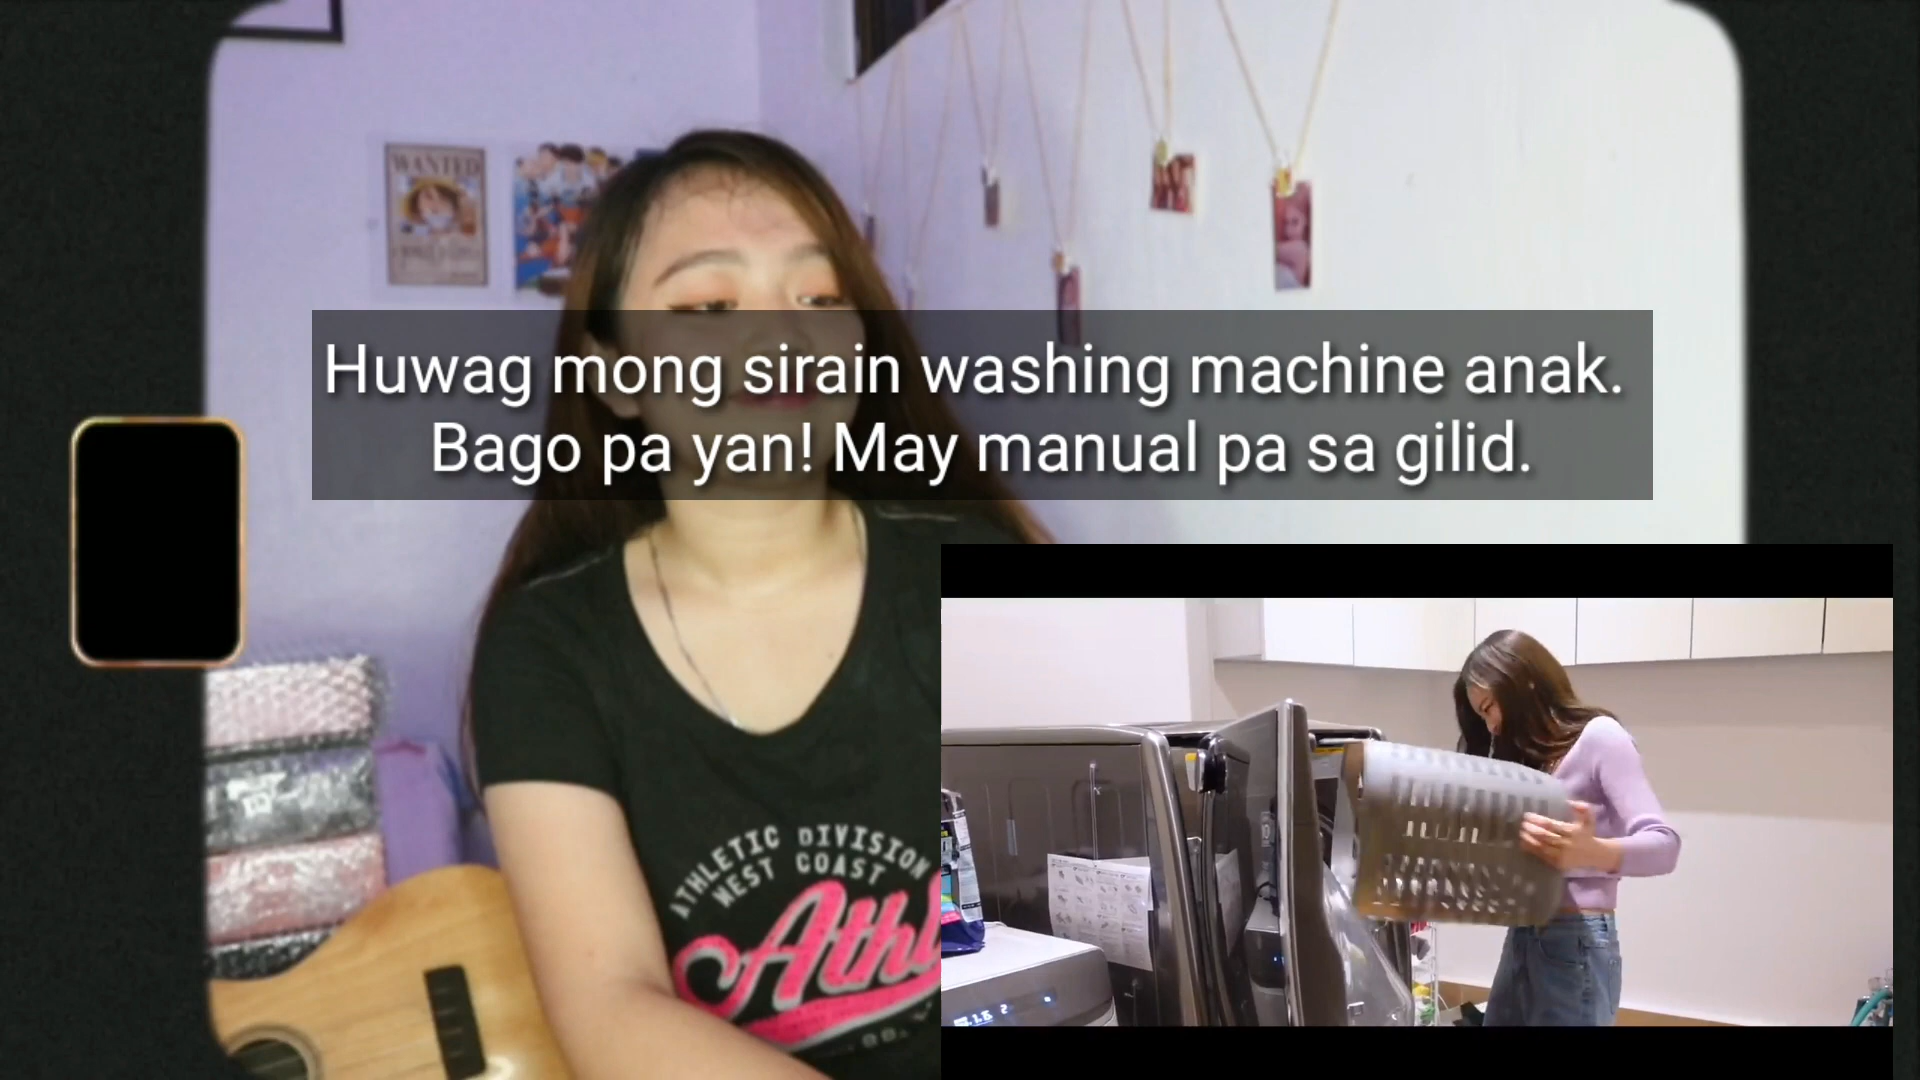 WANTED
Huwag mong sirain washing machine anak.
Bago pa yan! May manual pa sa gilid.
ATHLETIC DIVISION
WEST COAST
Athl